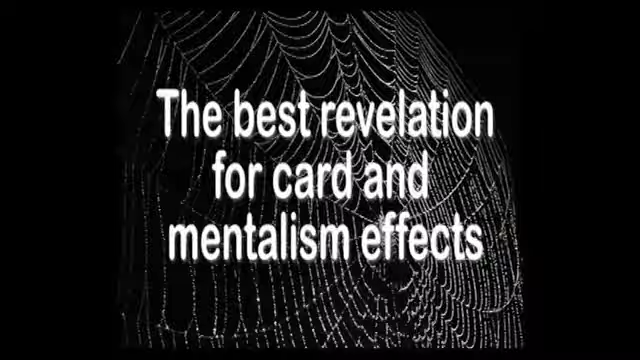 The best revelation
for card and
mentalism effects